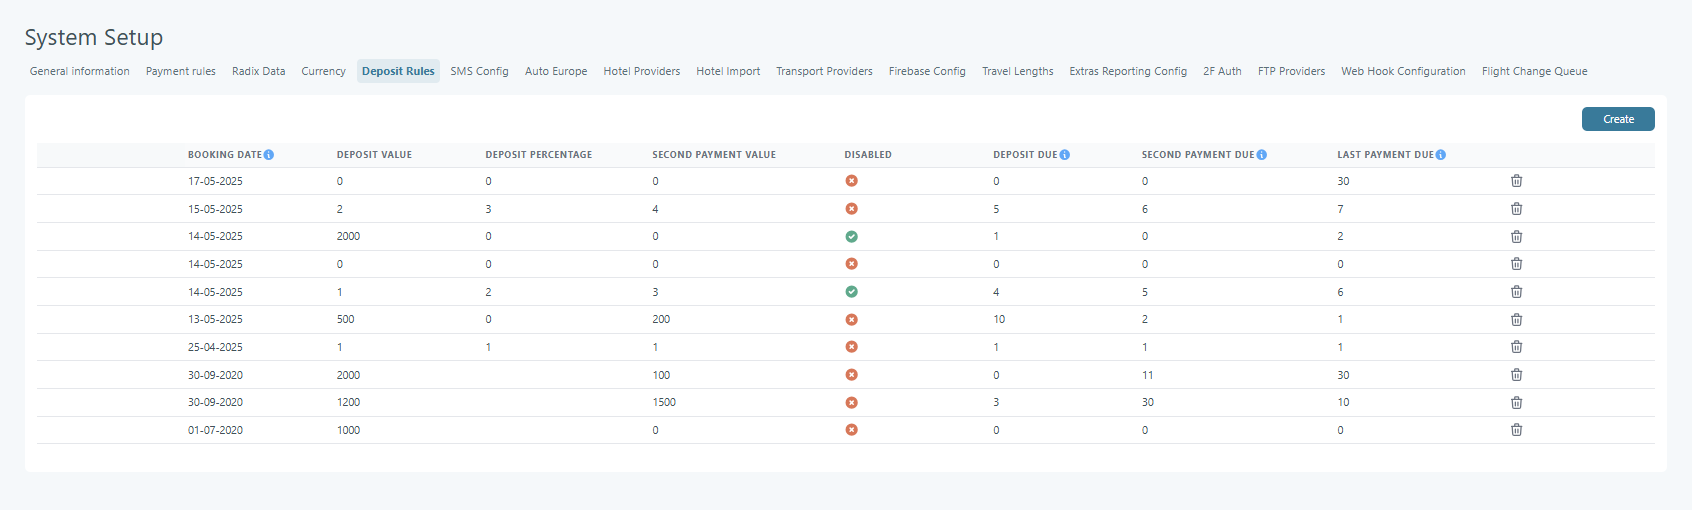 System Setup
General information Payment rules Radix Data Currency Deposit Rules SMS Config Auto Europe Hotel Providers Hotel Import Transport Providers Firebase Config Travel Lengths Extras Reporting Config 2F Auth FTP Providers Web Hook Configuration Flight Change Queue
Create
BOOKING DATE DEPOSIT VALUE DEPOSIT PERCENTAGE SECOND PAYMENT VALUE DISABLED DEPOSIT DUE SECOND PAYMENT DUE LAST PAYMENT DUE
17-05-2025 0 0 0 0 0 30
15-05-2025 2 3 4 5 6 7
14-05-2025 2000 0 0 1 0 2
14-05-2025 0 0 0 0 0 0
14-05-2025 1 2 3 4 5 6
13-05-2025 500 0 200 10 2 1
25-04-2025 1 1 1 1 1 1
30-09-2020 2000 100 0 11 30
30-09-2020 1200 1500 3 30 10
01-07-2020 1000 0 0 0 0